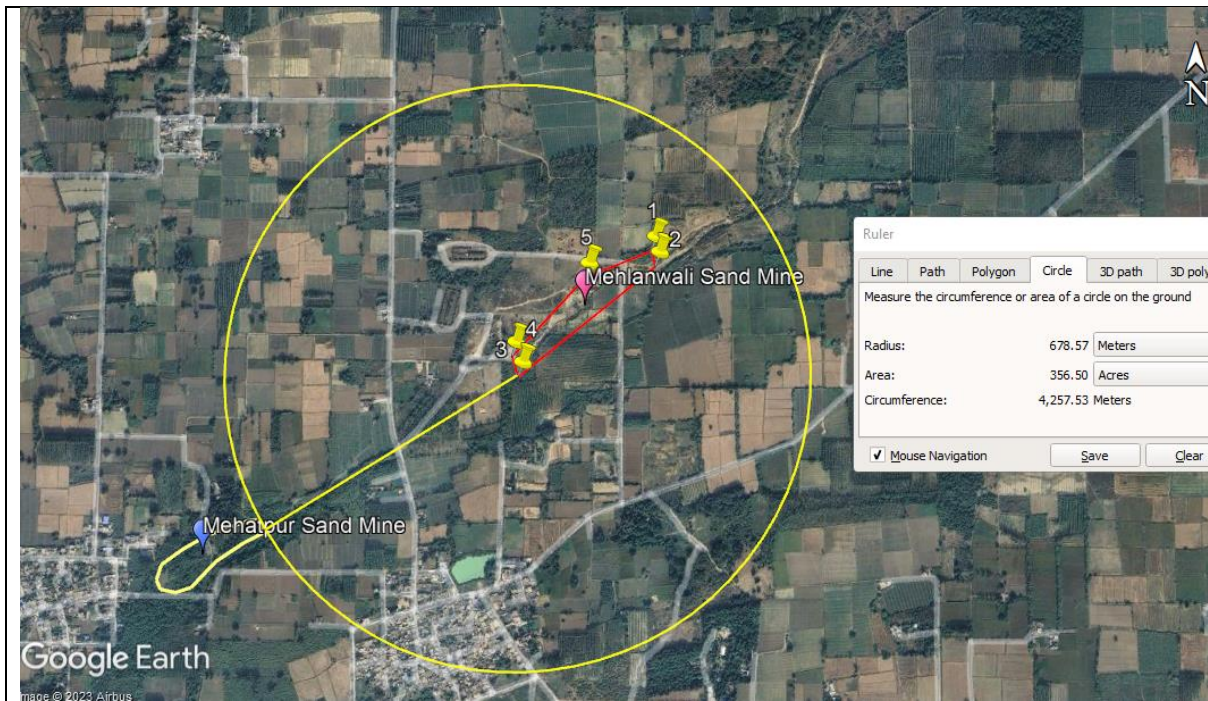 N
1
2
5
Mehlanwali Sand Mine
4
3
Mehatpur Sand Mine
Google Earth
Image © 2023 Airbus
Ruler
Line Path Polygon Circle 3D path 3D poly
Measure the circumference or area of a circle on the ground
Radius: 678.57 Meters
Area: 356.50 Acres
Circumference: 4,257.53 Meters
Mouse Navigation Save Clear